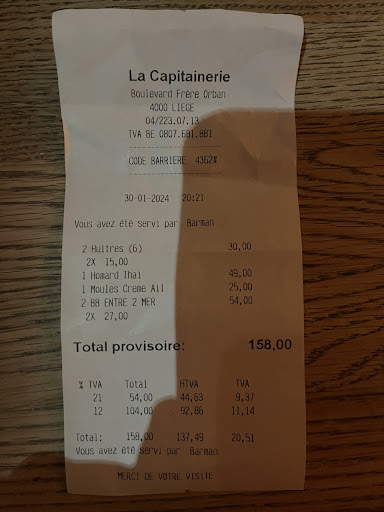 La Capitainerie
Boulevard Frère Orban
4000 LIEGE
04/223.07.13
TVA BE 0807.691.881
CODE BARRIERE 4362#
30-01-2024 20:21
Vous avez été servi par Barman
2 Huîtres (6) 30,00
2X 15,00
1 Homard Thaï 49,00
1 Moules Creme Ail 25,00
2 BB ENTRE 2 MER 54,00
2X 27,00
Total provisoire: 158,00
% TVA Total HTVA TVA
21 54,00 44,63 9,37
12 104,00 92,86 11,14
Total: 158,00 137,49 20,51
Vous avez été servi par Barman
MERCI DE VOTRE VISITE